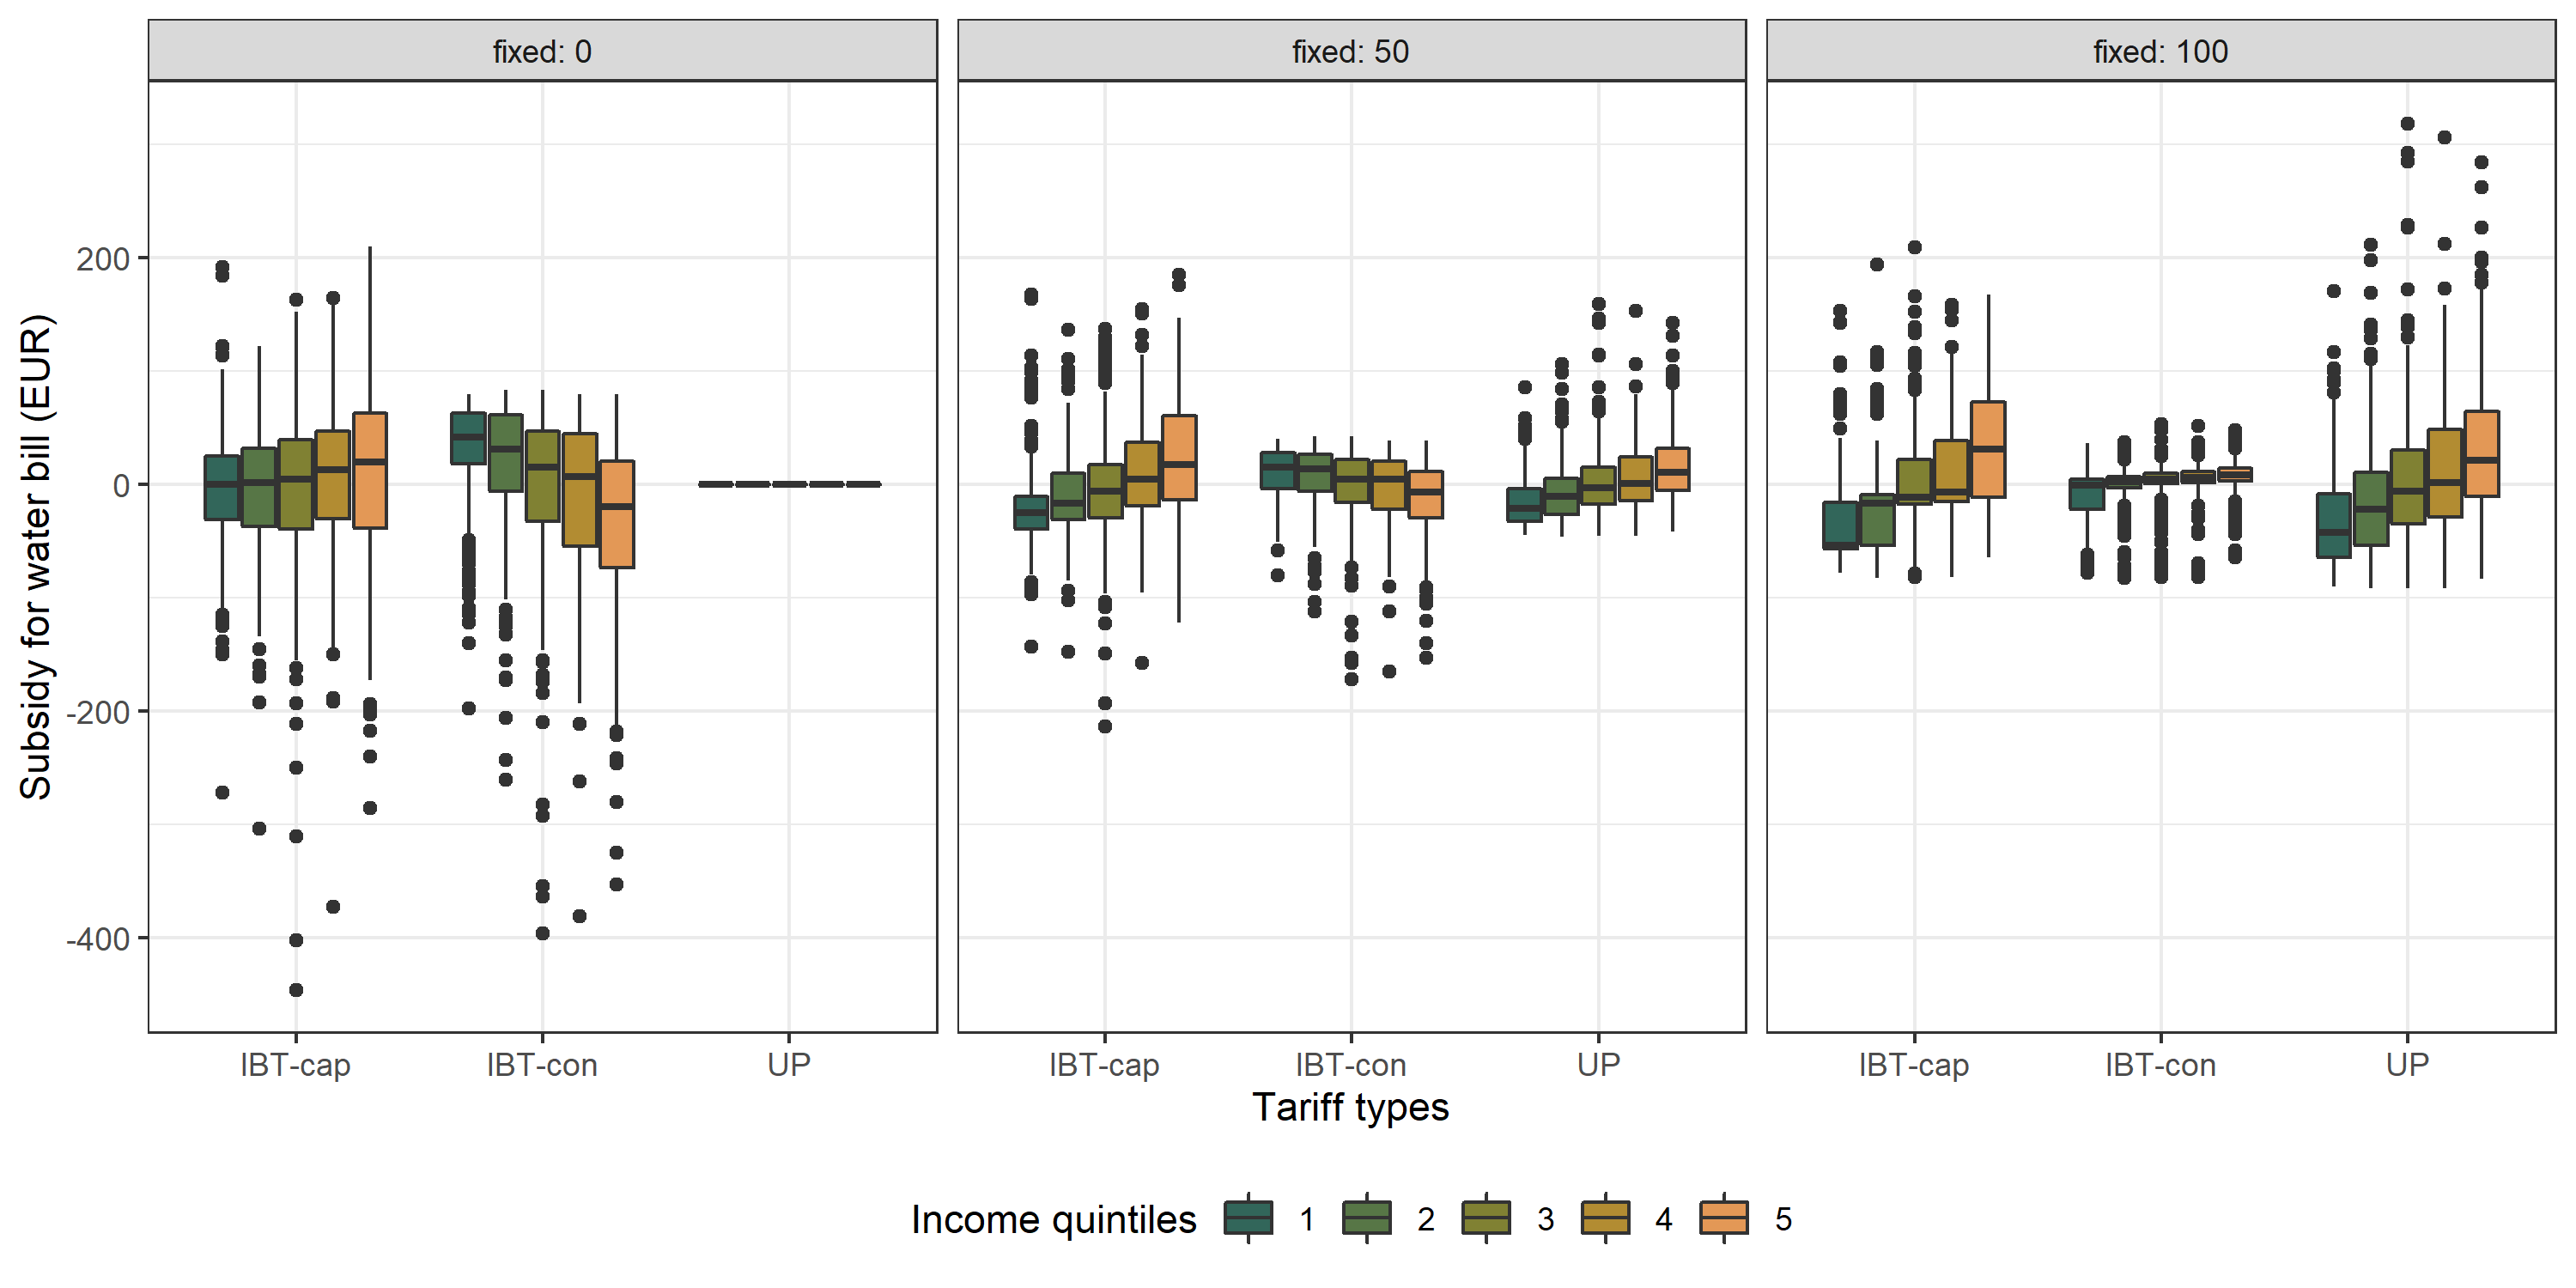 fixed: 0
fixed: 50
fixed: 100
Subsidy for water bill (EUR)
200
0
-200
-400
IBT-cap IBT-con UP
IBT-cap IBT-con UP
IBT-cap IBT-con UP
Tariff types
Income quintiles 1 2 3 4 5